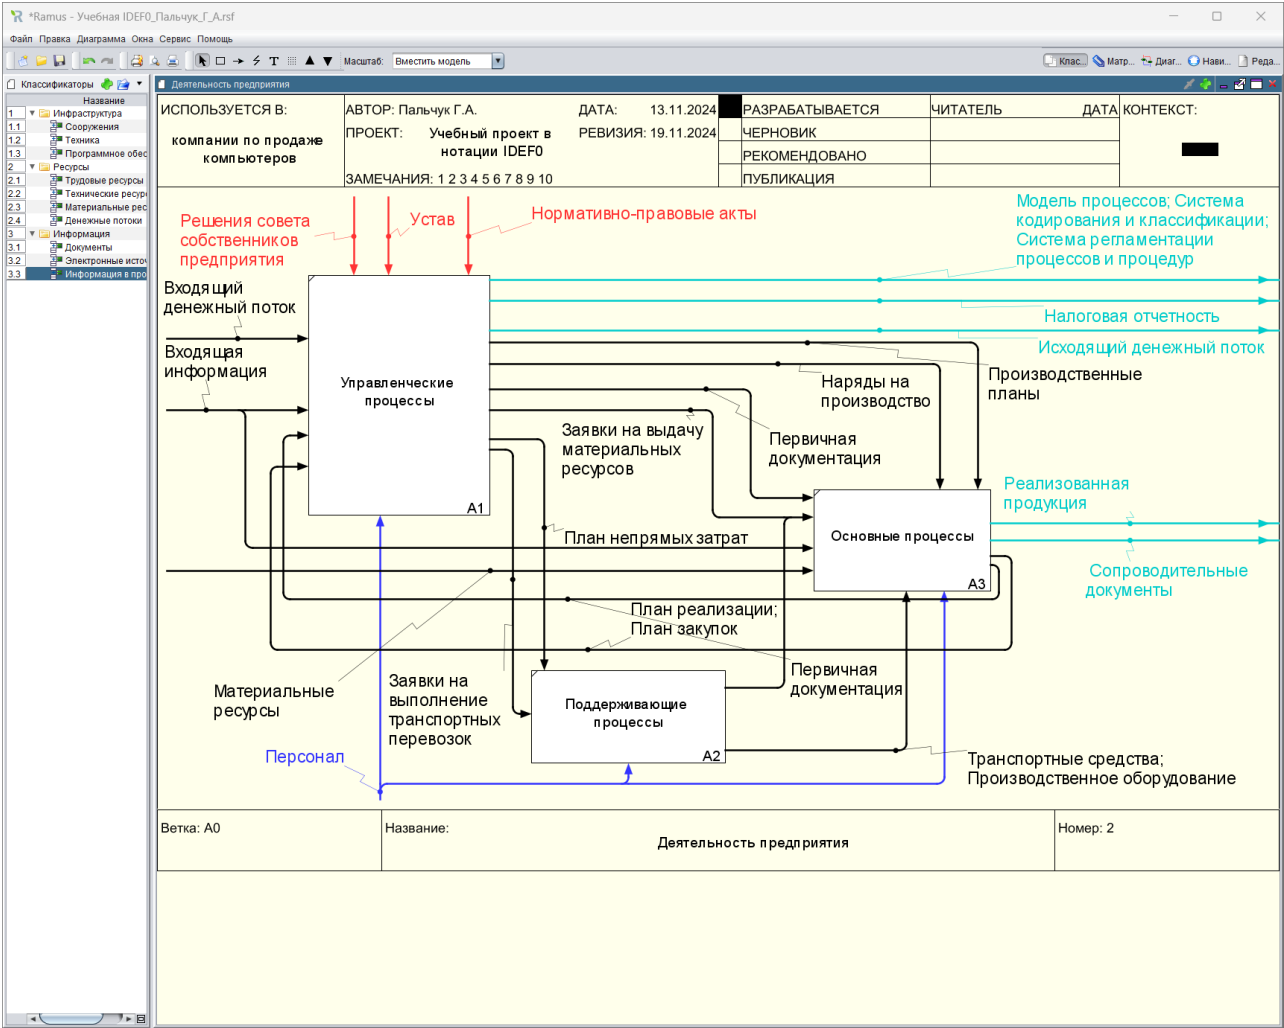 *Ramus - Учебная IDEF0_Пальчук_Г_А.rsf
Файл Правка Диаграмма Окна Сервис Помощь
Масштаб: Вместить модель
Клас... Матр... Диаг... Нави... Реда...
Классификаторы
Название
1 Инфраструктура
1.1 Сооружения
1.2 Техника
1.3 Программное обес
2 Ресурсы
2.1 Трудовые ресурсы
2.2 Технические ресур
2.3 Материальные рес
2.4 Денежные потоки
3 Информация
3.1 Документы
3.2 Электронные источ
3.3 Информация в про
Деятельность предприятия
ИСПОЛЬЗУЕТСЯ В:
компании по продаже
компьютеров
АВТОР: Пальчук Г.А.
ДАТА: 13.11.2024
ПРОЕКТ: Учебный проект в
нотации IDEF0
РЕВИЗИЯ: 19.11.2024
ЗАМЕЧАНИЯ: 1 2 3 4 5 6 7 8 9 10
РАЗРАБАТЫВАЕТСЯ
ЧЕРНОВИК
РЕКОМЕНДОВАНО
ПУБЛИКАЦИЯ
ЧИТАТЕЛЬ ДАТА
КОНТЕКСТ:
Решения совета
собственников
предприятия
Устав
Нормативно-правовые акты
Модель процессов; Система
кодирования и классификации;
Система регламентации
процессов и процедур
Входящий
денежный поток
Налоговая отчетность
Исходящий денежный поток
Входящая
информация
Управленческие
процессы
A1
Производственные
планы
Наряды на
производство
Первичная
документация
Заявки на выдачу
материальных
ресурсов
Реализованная
продукция
План непрямых затрат
Основные процессы
A3
Сопроводительные
документы
План реализации;
План закупок
Первичная
документация
Материальные
ресурсы
Заявки на
выполнение
транспортных
перевозок
Поддерживающие
процессы
A2
Персонал
Транспортные средства;
Производственное оборудование
Ветка: A0
Название:
Деятельность предприятия
Номер: 2